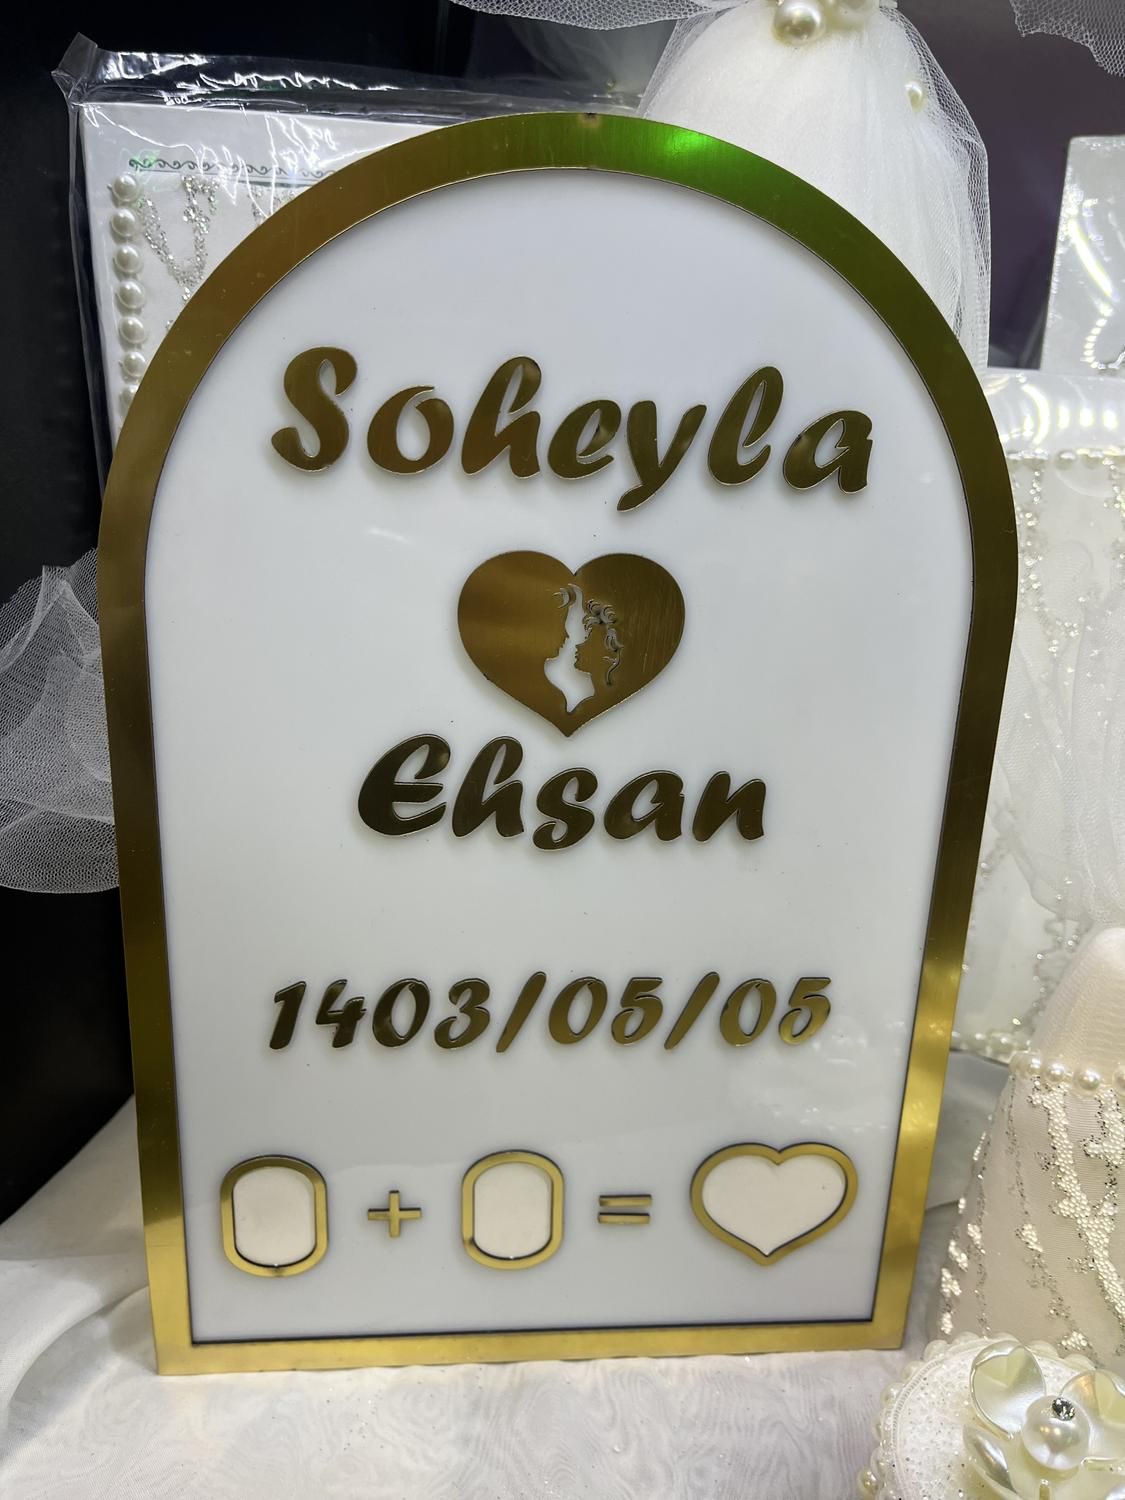 Soheyla
Ehsan
1403/05/05
+ =